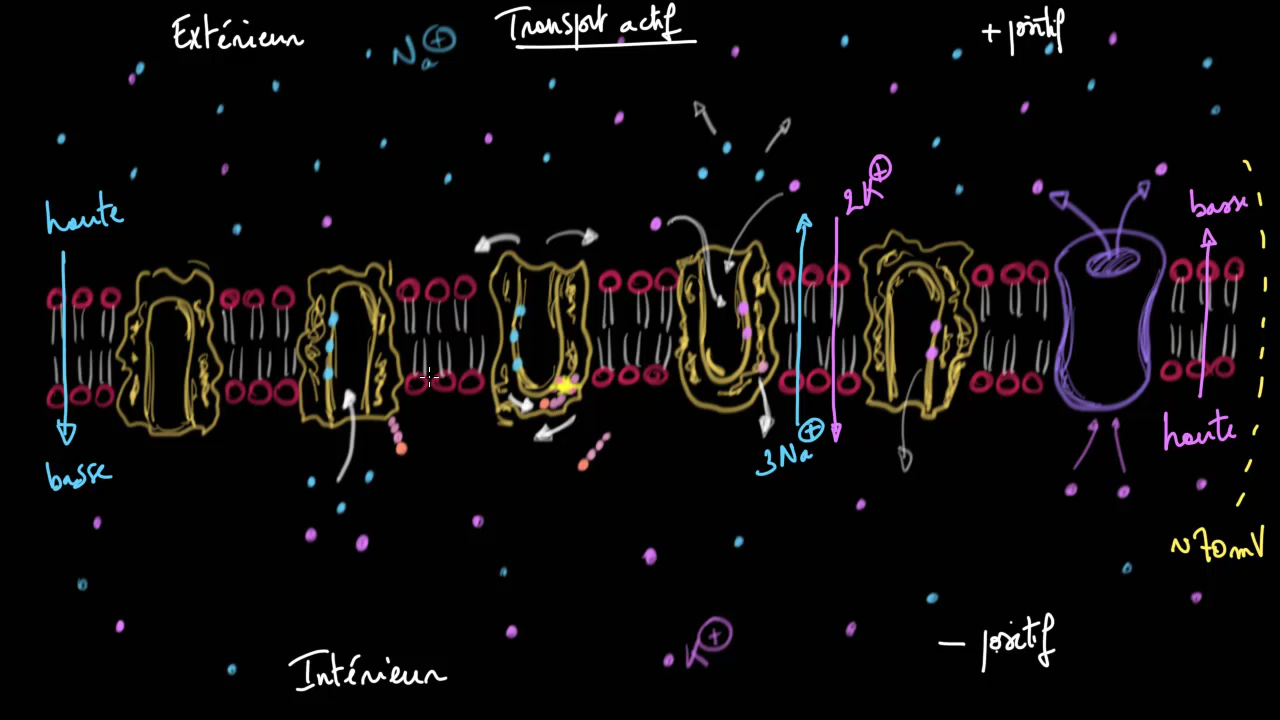 Extérieur
Na+
Transport actif
+ positif
haute
basse
2K+
3Na+
basse
haute
~70mV
K+
Intérieur
- positif